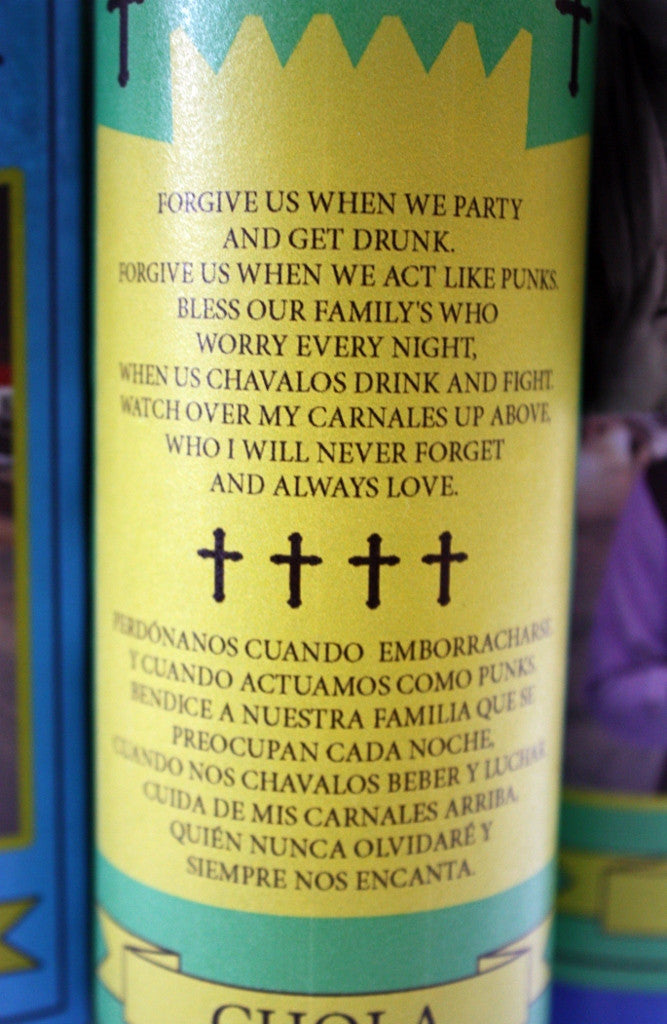 FORGIVE US WHEN WE PARTY
AND GET DRUNK.
FORGIVE US WHEN WE ACT LIKE PUNKS.
BLESS OUR FAMILY'S WHO
WORRY EVERY NIGHT,
WHEN US CHAVALOS DRINK AND FIGHT.
WATCH OVER MY CARNALES UP ABOVE,
WHO I WILL NEVER FORGET
AND ALWAYS LOVE.
PERDÓNANOS CUANDO EMBORRACHARSE
Y CUANDO ACTUAMOS COMO PUNKS.
BENDICE A NUESTRA FAMILIA QUE SE
PREOCUPAN CADA NOCHE,
CUANDO NOS CHAVALOS BEBER Y LUCHAR
CUIDA DE MIS CARNALES ARRIBA,
QUIÉN NUNCA OLVIDARÉ Y
SIEMPRE NOS ENCANTA.
CHOLA